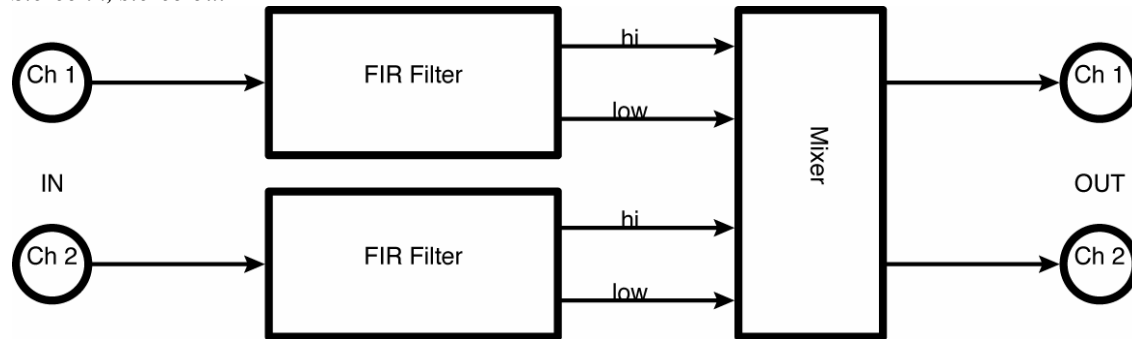 Ch 1
FIR Filter
hi
low
Mixer
Ch 1
IN
OUT
Ch 2
FIR Filter
hi
low
Ch 2